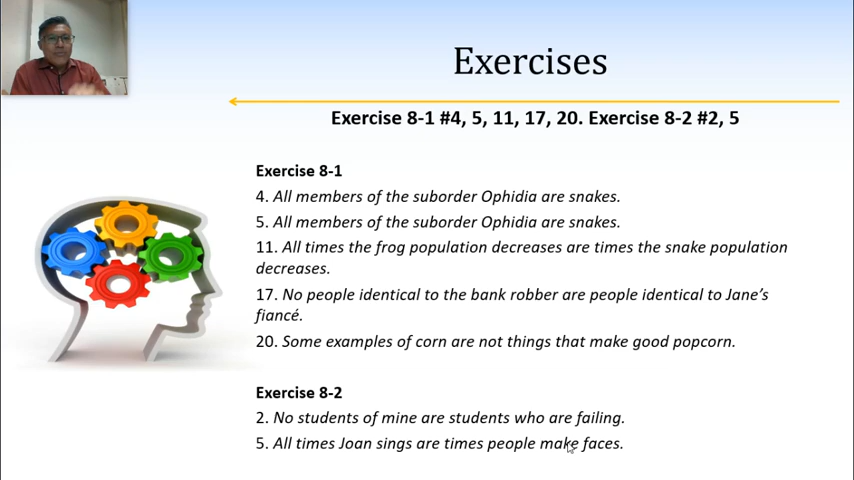 Exercises
Exercise 8-1 #4, 5, 11, 17, 20. Exercise 8-2 #2, 5
Exercise 8-1
4. All members of the suborder Ophidia are snakes.
5. All members of the suborder Ophidia are snakes.
11. All times the frog population decreases are times the snake population
decreases.
17. No people identical to the bank robber are people identical to Jane’s
fiancé.
20. Some examples of corn are not things that make good popcorn.
Exercise 8-2
2. No students of mine are students who are failing.
5. All times Joan sings are times people make faces.